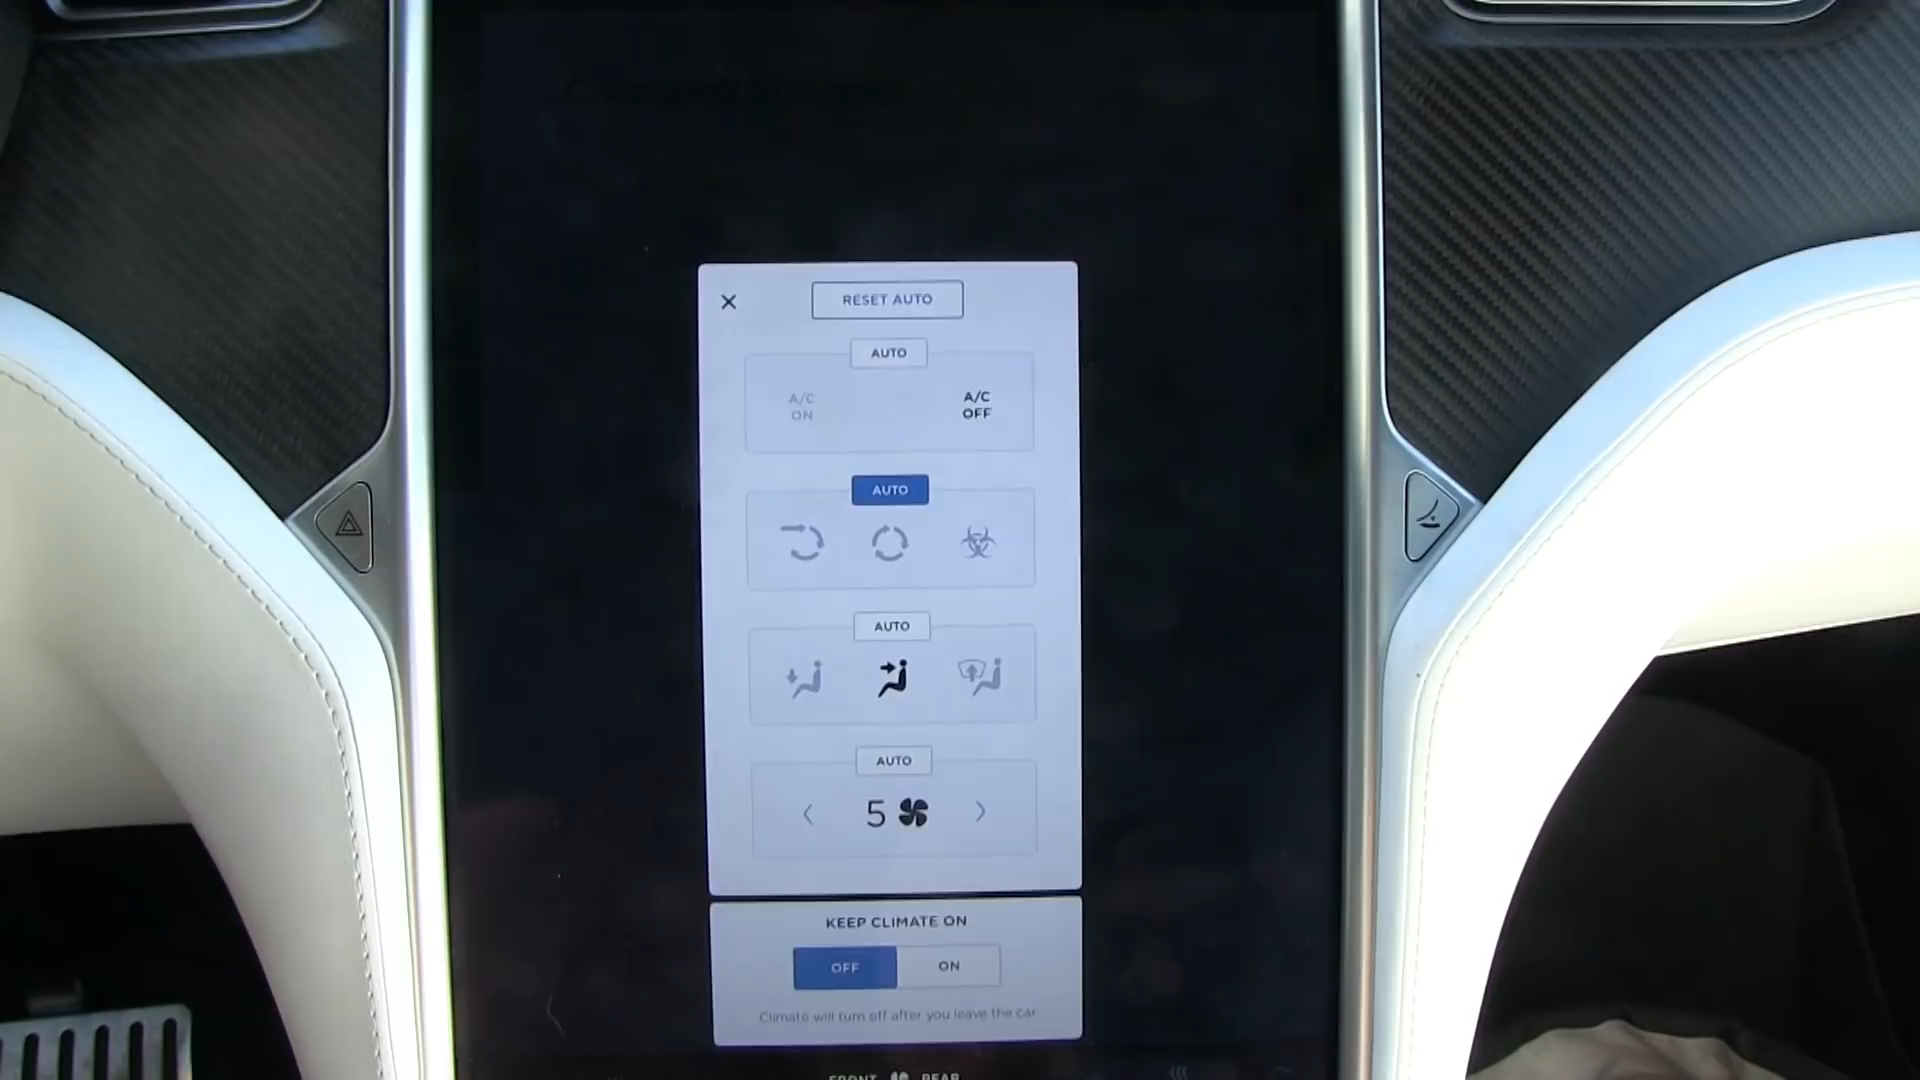 RESET AUTO
AUTO
A/C ON
A/C OFF
AUTO
AUTO
AUTO
5
KEEP CLIMATE ON
OFF
ON
Climate will turn off after you leave the car
FRONT
REAR